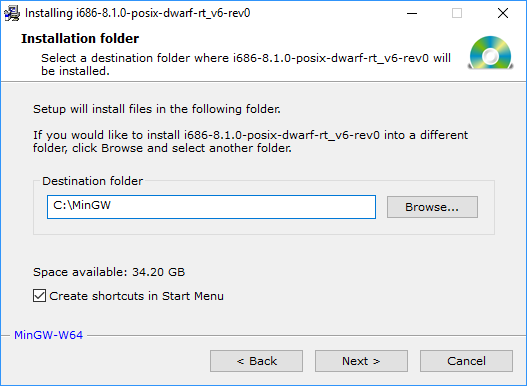 Installing i686-8.1.0-posix-dwarf-rt_v6-rev0
Installation folder
Select a destination folder where i686-8.1.0-posix-dwarf-rt_v6-rev0 will
be installed.
Setup will install files in the following folder.
If you would like to install i686-8.1.0-posix-dwarf-rt_v6-rev0 into a different
folder, click Browse and select another folder.
Destination folder
C:\MinGW
Browse...
Space available: 34.20 GB
Create shortcuts in Start Menu
MinGW-W64
< Back
Next >
Cancel